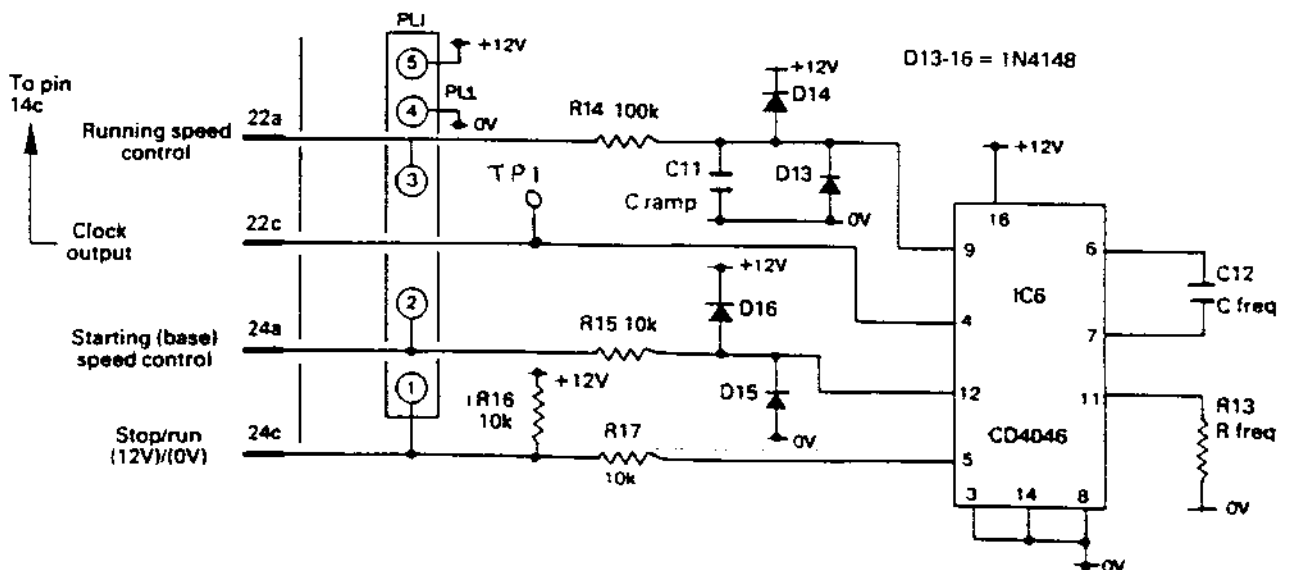 PL1
5
+12V
4
PL1
0V
3
To pin
14c
22a
Running speed
control
R14 100k
+12V
D14
D13-16 = 1N4148
C11
C ramp
D13
0V
TP1
22c
Clock
output
+12V
16
9
6
IC6
C12
C freq
4
7
2
24a
Starting (base)
speed control
R15 10k
+12V
D16
D15
0V
12
11
R13
R freq
0V
1
R16
10k
+12V
24c
Stop/run
(12V)/(0V)
R17
10k
CD4046
5
3
14
8
0V